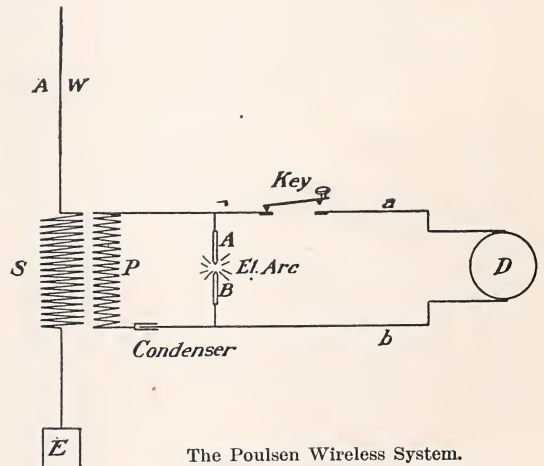 A W
Key
a
A
S
P
El. Arc
D
B
Condenser
b
E
The Poulsen Wireless System.